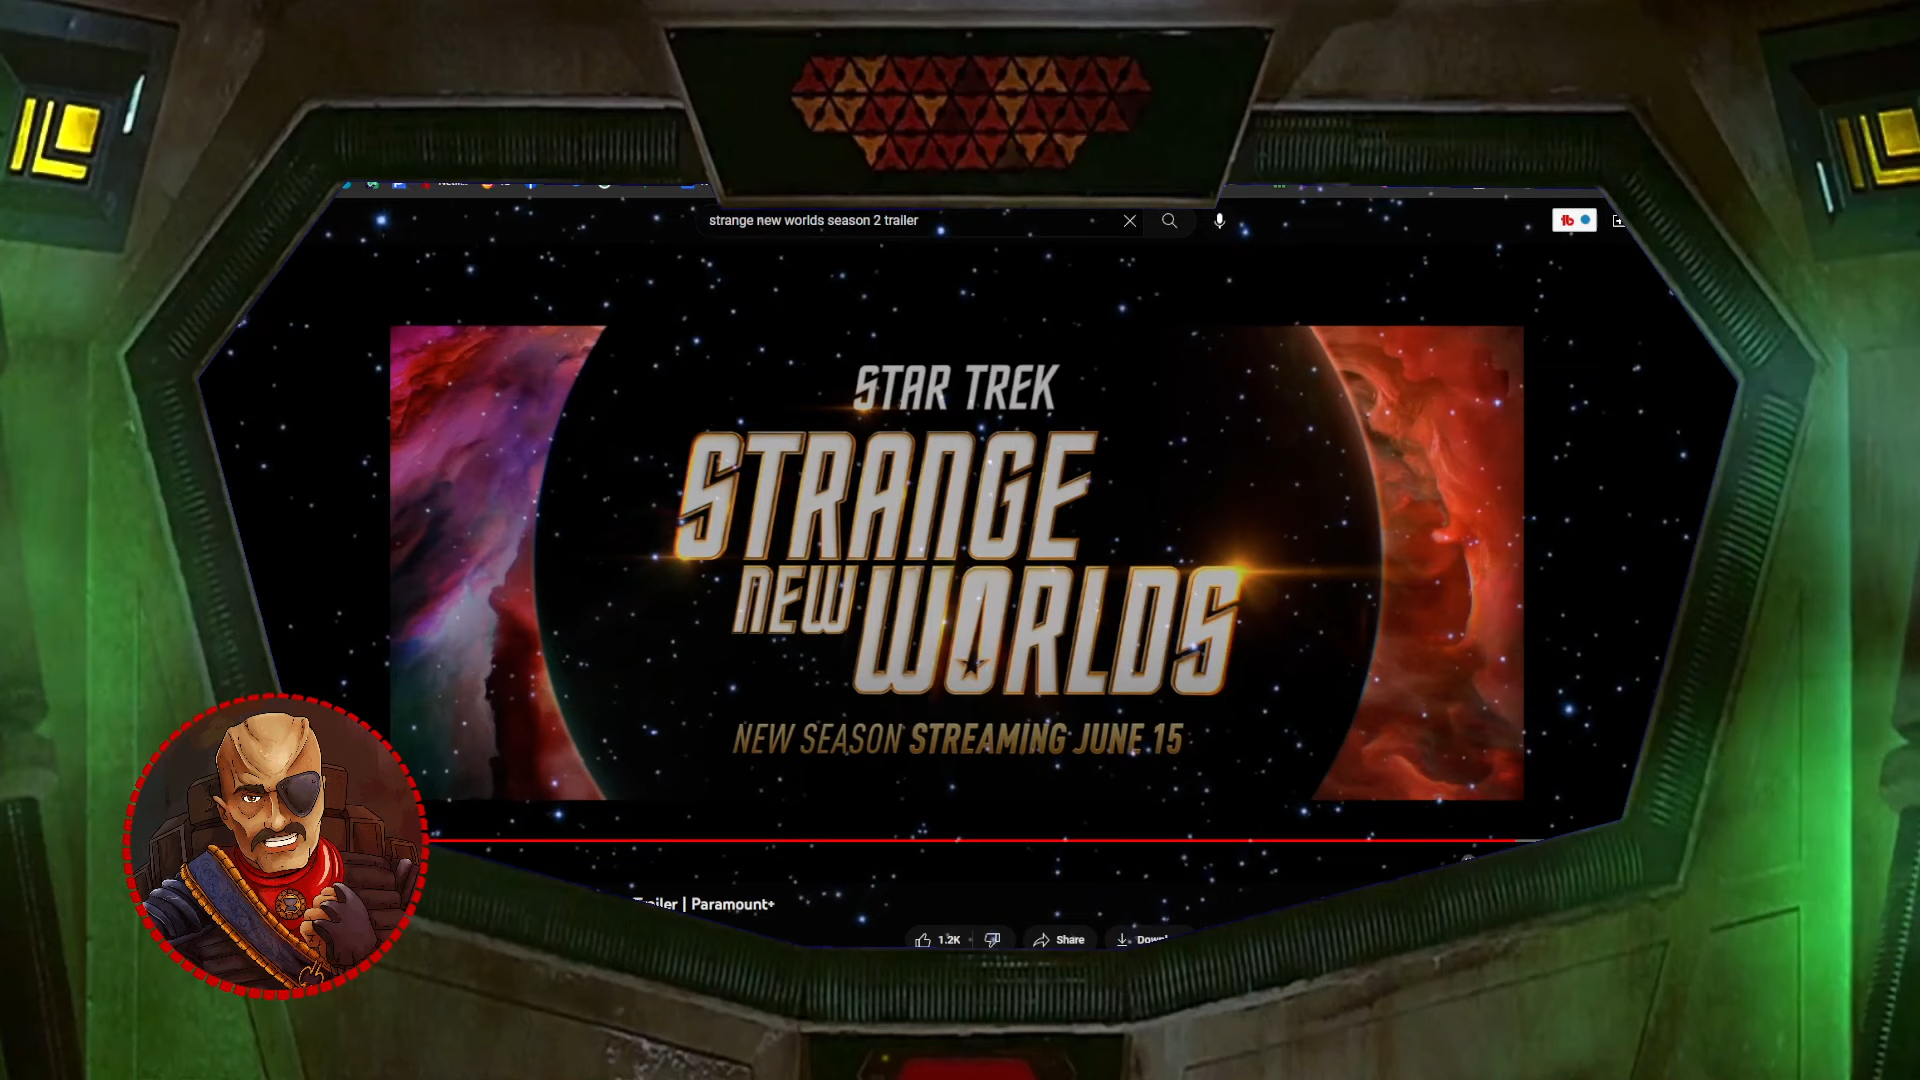 strange new worlds season 2 trailer
STAR TREK
STRANGE
NEW WORLDS
NEW SEASON STREAMING JUNE 15
Trailer | Paramount+
1.2K
Share